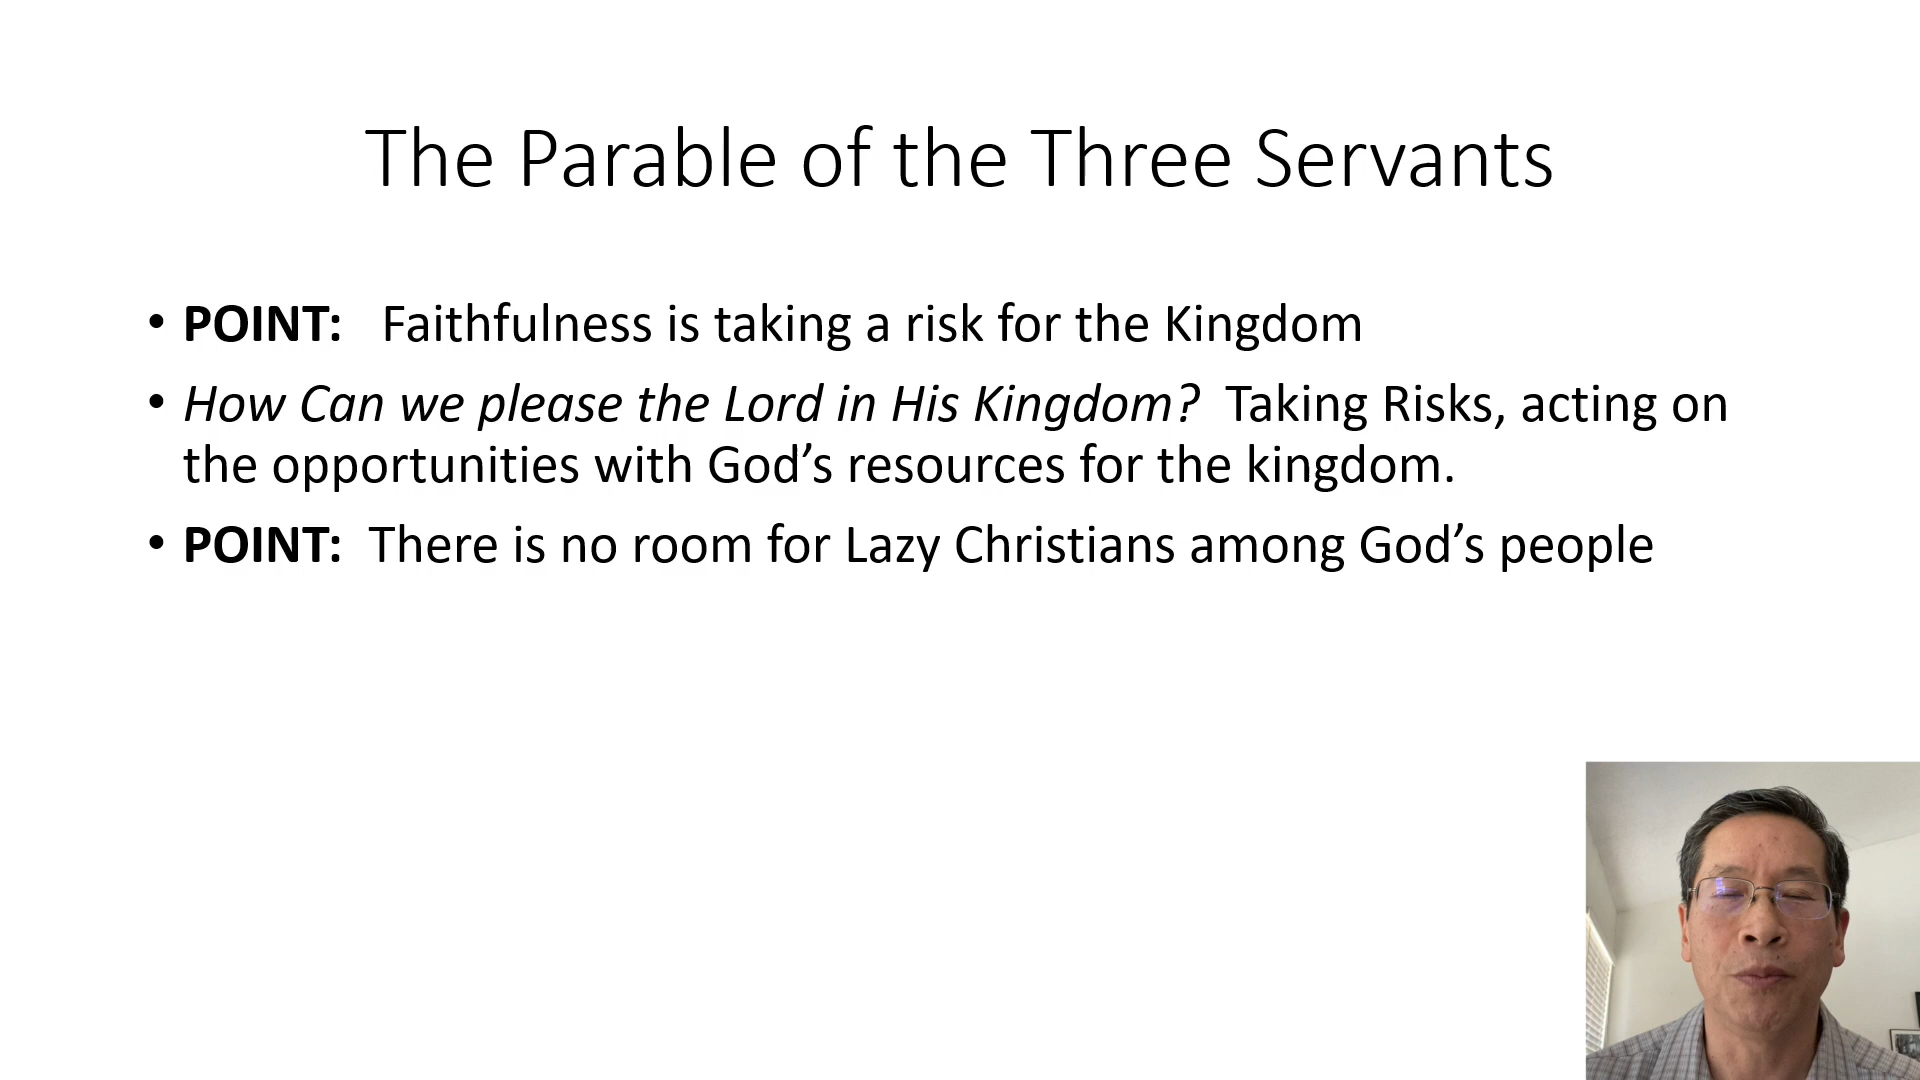 The Parable of the Three Servants
• POINT:   Faithfulness is taking a risk for the Kingdom
• How Can we please the Lord in His Kingdom?  Taking Risks, acting on
the opportunities with God’s resources for the kingdom.
• POINT:  There is no room for Lazy Christians among God’s people